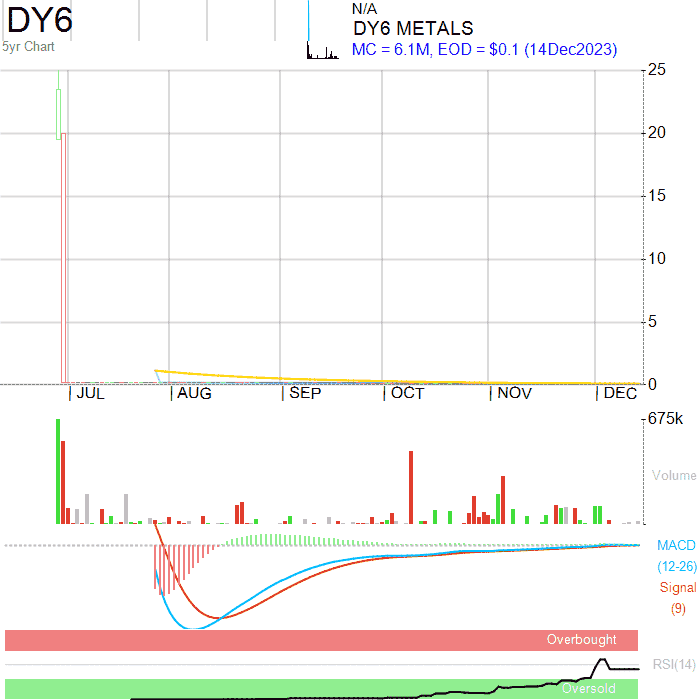 DY6
N/A
DY6 METALS
5yr Chart
MC = 6.1M, EOD = $0.1 (14Dec2023)
25
20
15
10
5
0
JUL AUG SEP OCT NOV DEC
675k
Volume
MACD
(12-26)
Signal
(9)
Overbought
RSI(14)
Oversold